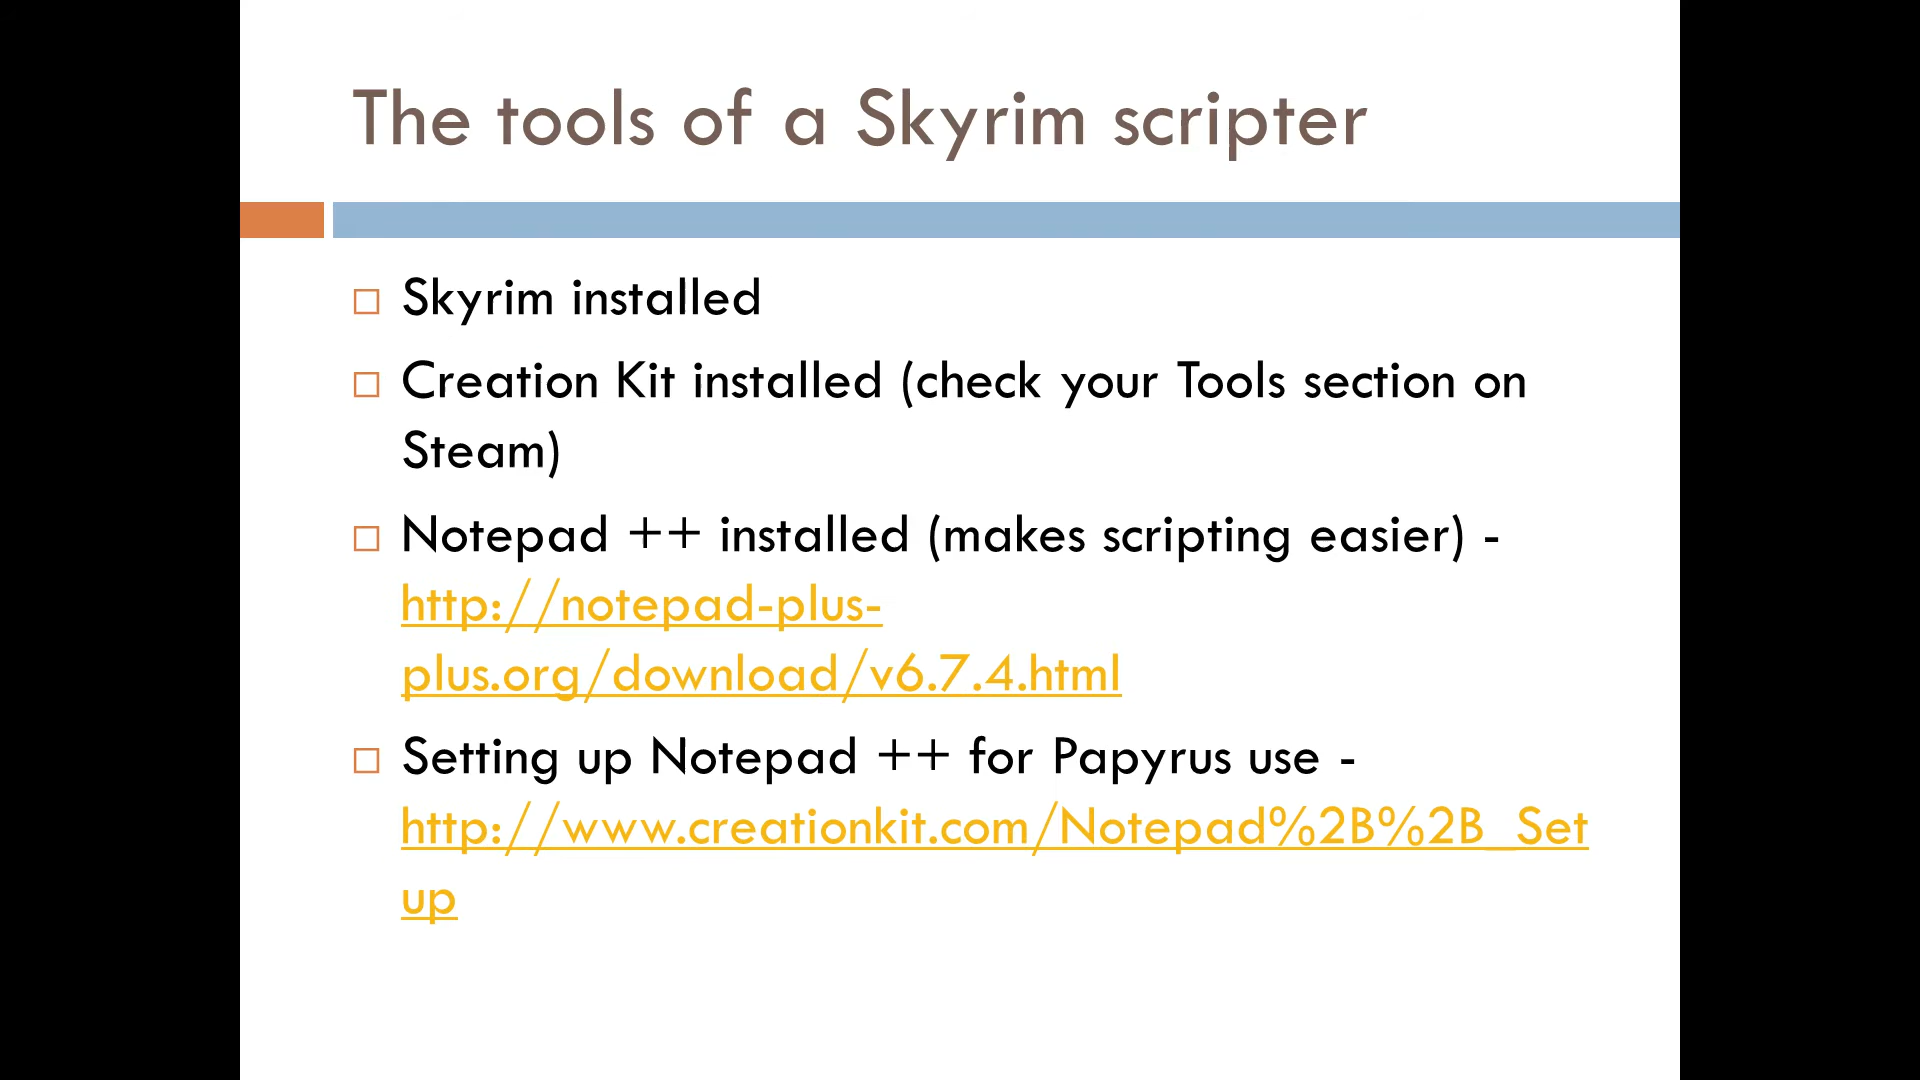 The tools of a Skyrim scripter
Skyrim installed
Creation Kit installed (check your Tools section on
Steam)
Notepad ++ installed (makes scripting easier) -
http://notepad-plus-
plus.org/download/v6.7.4.html
Setting up Notepad ++ for Papyrus use -
http://www.creationkit.com/Notepad%2B%2B_Set
up